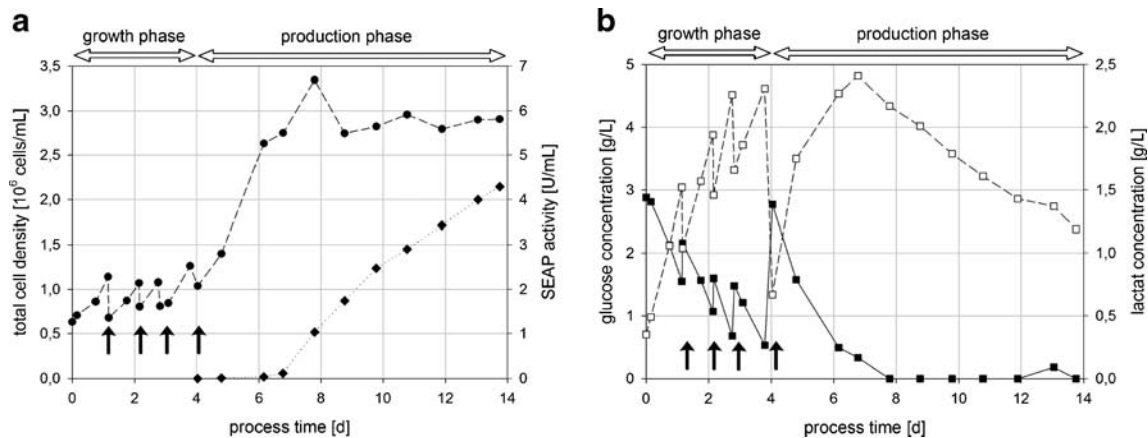 a
growth phase
production phase
3,5
3,0
2,5
2,0
1,5
1,0
0,5
0,0
total cell density [10⁶ cells/mL]
7
6
5
4
3
2
1
0
SEAP activity [U/mL]
0 2 4 6 8 10 12 14
process time [d]
b
growth phase
production phase
5
4
3
2
1
0
glucose concentration [g/L]
2,5
2,0
1,5
1,0
0,5
0,0
lactat concentration [g/L]
0 2 4 6 8 10 12 14
process time [d]